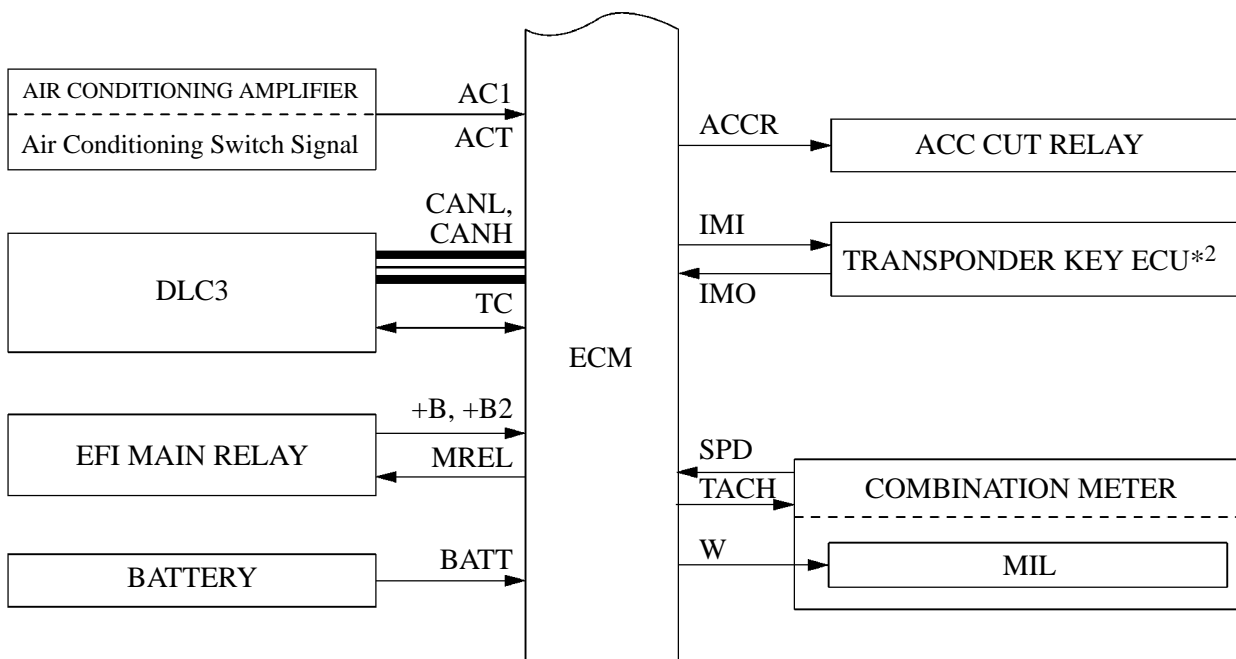 AIR CONDITIONING AMPLIFIER
Air Conditioning Switch Signal
AC1
ACT
CANL,
CANH
DLC3
TC
+B, +B2
EFI MAIN RELAY
MREL
BATTERY
BATT
ECM
ACCR
ACC CUT RELAY
IMI
TRANSPONDER KEY ECU*2
IMO
SPD
TACH
COMBINATION METER
W
MIL